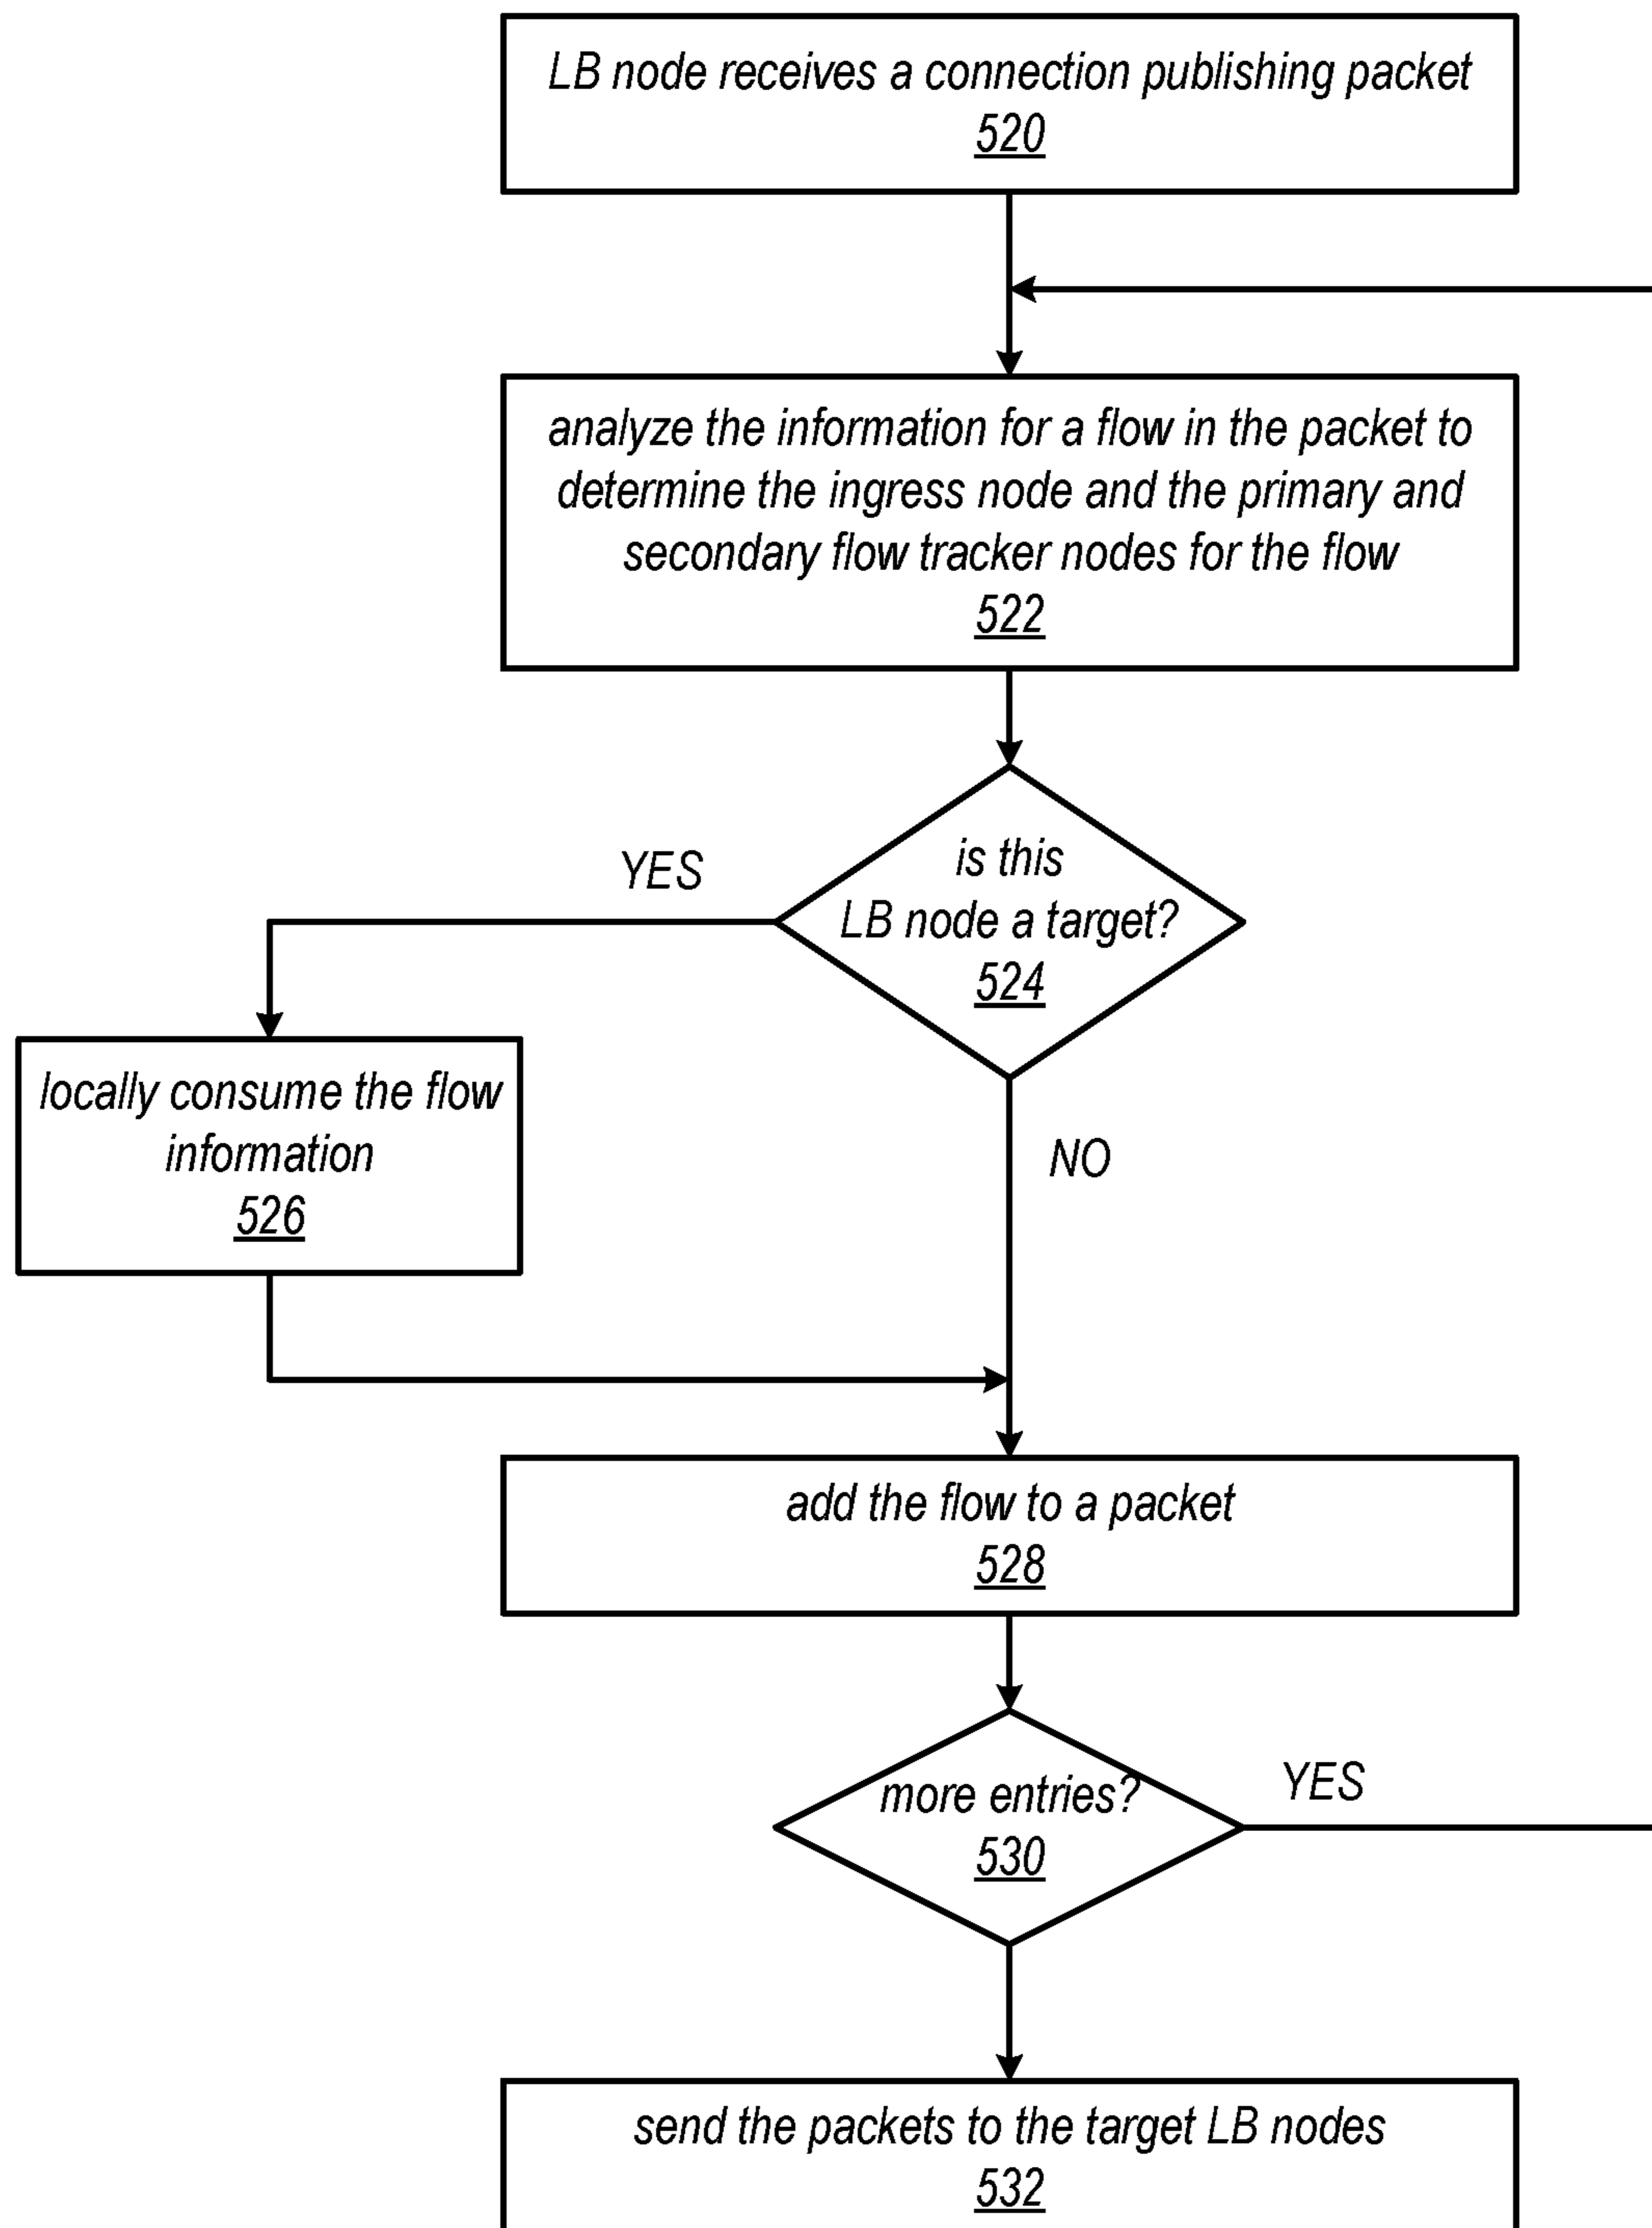 LB node receives a connection publishing packet
520
analyze the information for a flow in the packet to
determine the ingress node and the primary and
secondary flow tracker nodes for the flow
522
is this
LB node a target?
524
YES
NO
locally consume the flow
information
526
add the flow to a packet
528
more entries?
530
YES
send the packets to the target LB nodes
532